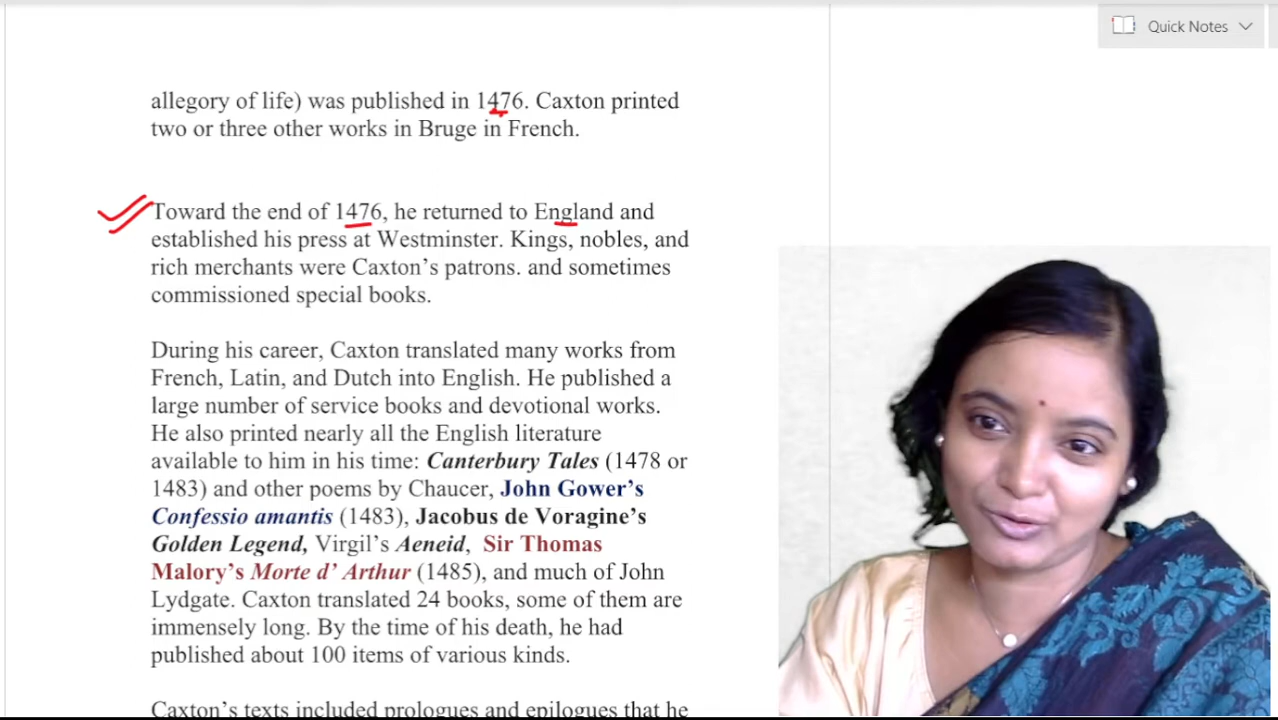 Quick Notes
allegory of life) was published in 1476. Caxton printed
two or three other works in Bruge in French.
Toward the end of 1476, he returned to England and
established his press at Westminster. Kings, nobles, and
rich merchants were Caxton's patrons. and sometimes
commissioned special books.
During his career, Caxton translated many works from
French, Latin, and Dutch into English. He published a
large number of service books and devotional works.
He also printed nearly all the English literature
available to him in his time: Canterbury Tales (1478 or
1483) and other poems by Chaucer, John Gower's
Confessio amantis (1483), Jacobus de Voragine's
Golden Legend, Virgil's Aeneid, Sir Thomas
Malory's Morte d' Arthur (1485), and much of John
Lydgate. Caxton translated 24 books, some of them are
immensely long. By the time of his death, he had
published about 100 items of various kinds.
Caxton's texts included prologues and epilogues that he